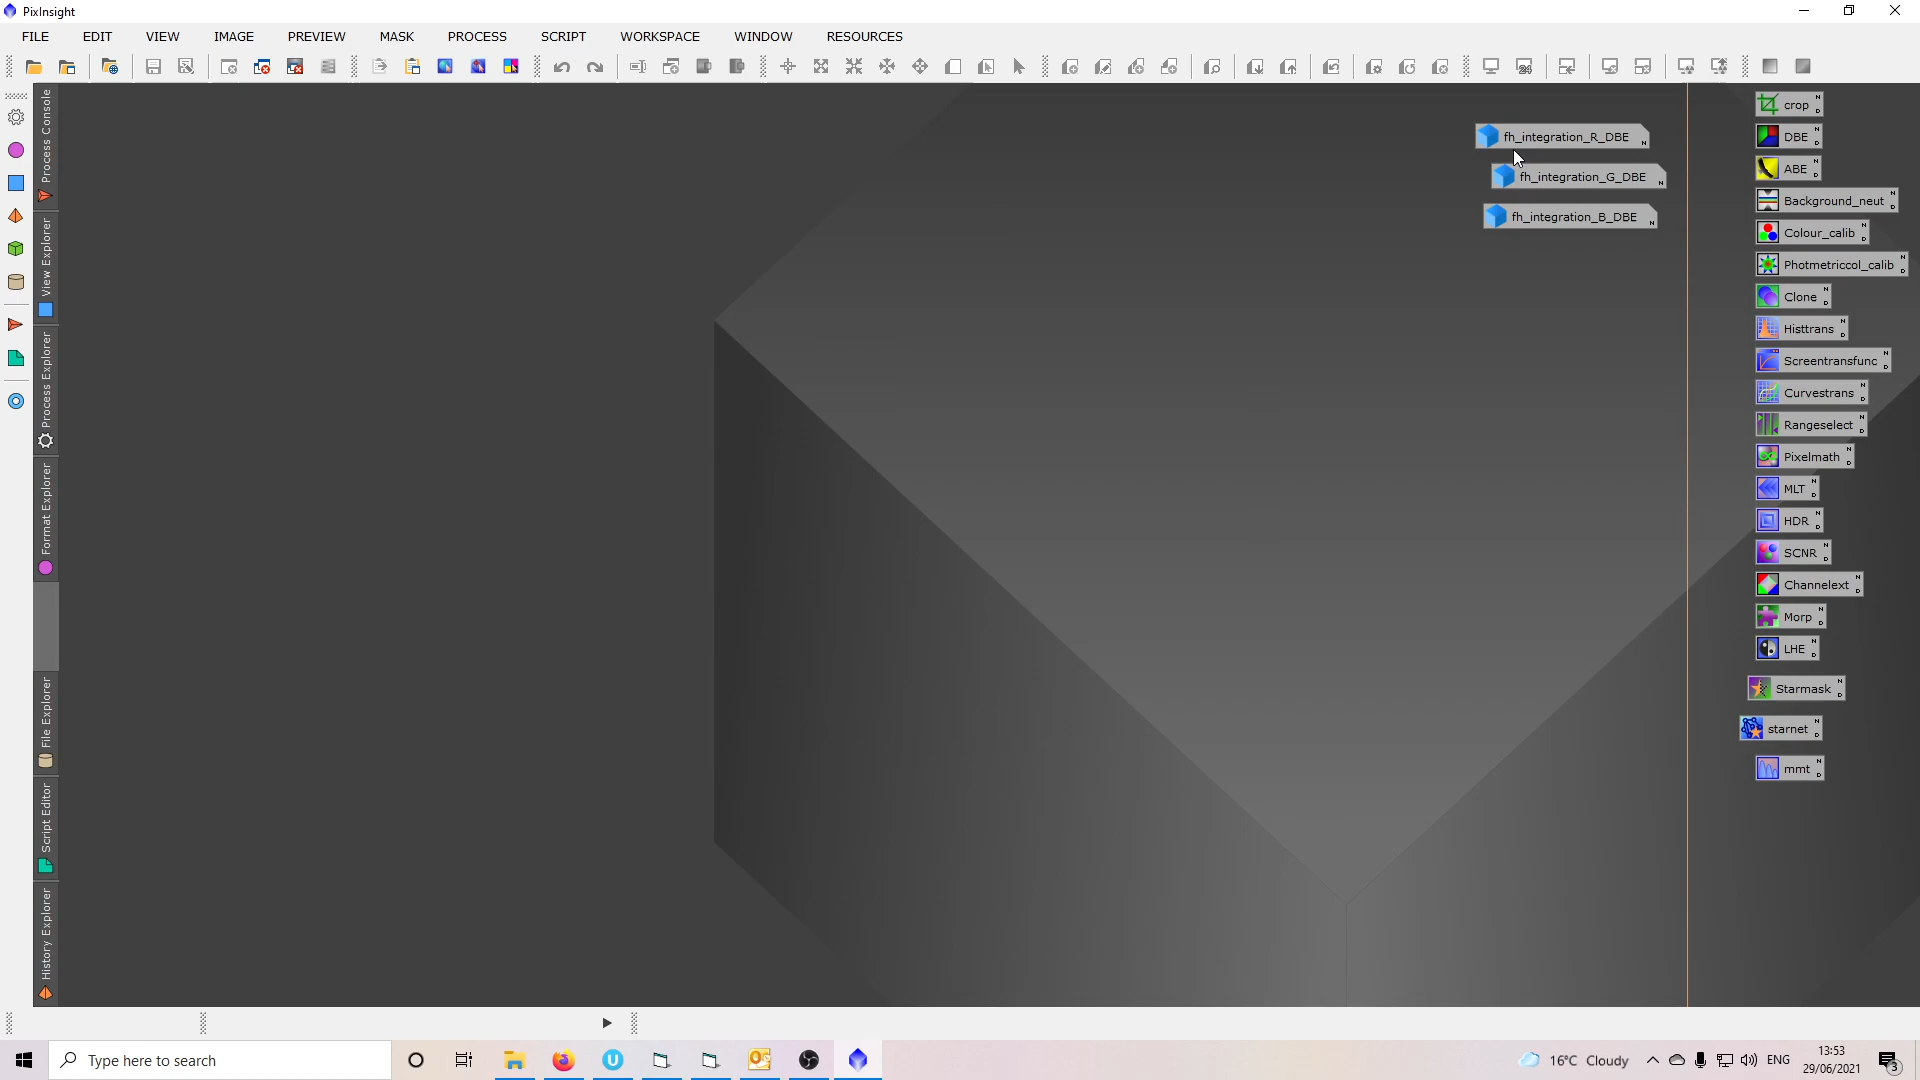 PixInsight
FILE EDIT VIEW IMAGE PREVIEW MASK PROCESS SCRIPT WORKSPACE WINDOW RESOURCES
Process Console
View Explorer
Process Explorer
Format Explorer
File Explorer
Script Editor
History Explorer
fh_integration_R_DBE N
fh_integration_G_DBE N
fh_integration_B_DBE N
crop N D
DBE N D
ABE N D
Background_neut N D
Colour_calib N D
Photmetriccol_calib N D
Clone N D
Histtrans N D
Screentransfunc N D
Curvestrans N D
Rangeselect N D
Pixelmath N D
MLT N D
HDR N D
SCNR N D
Channelext N D
Morp N D
LHE N D
Starmask N D
starnet N D
mmt N D
Type here to search
16°C Cloudy
ENG
13:53
29/06/2021
3